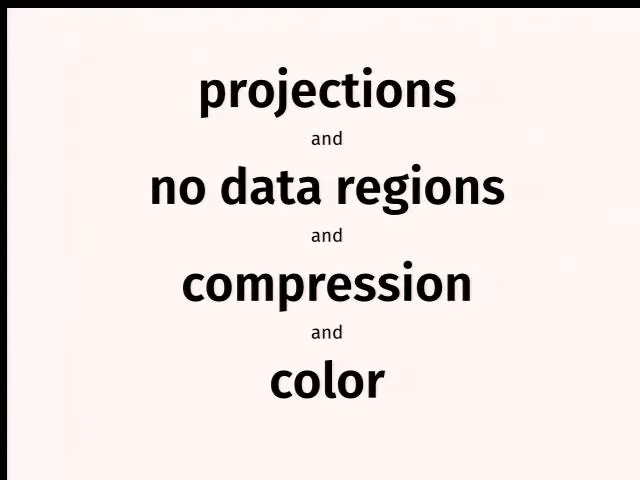 projections
and
no data regions
and
compression
and
color